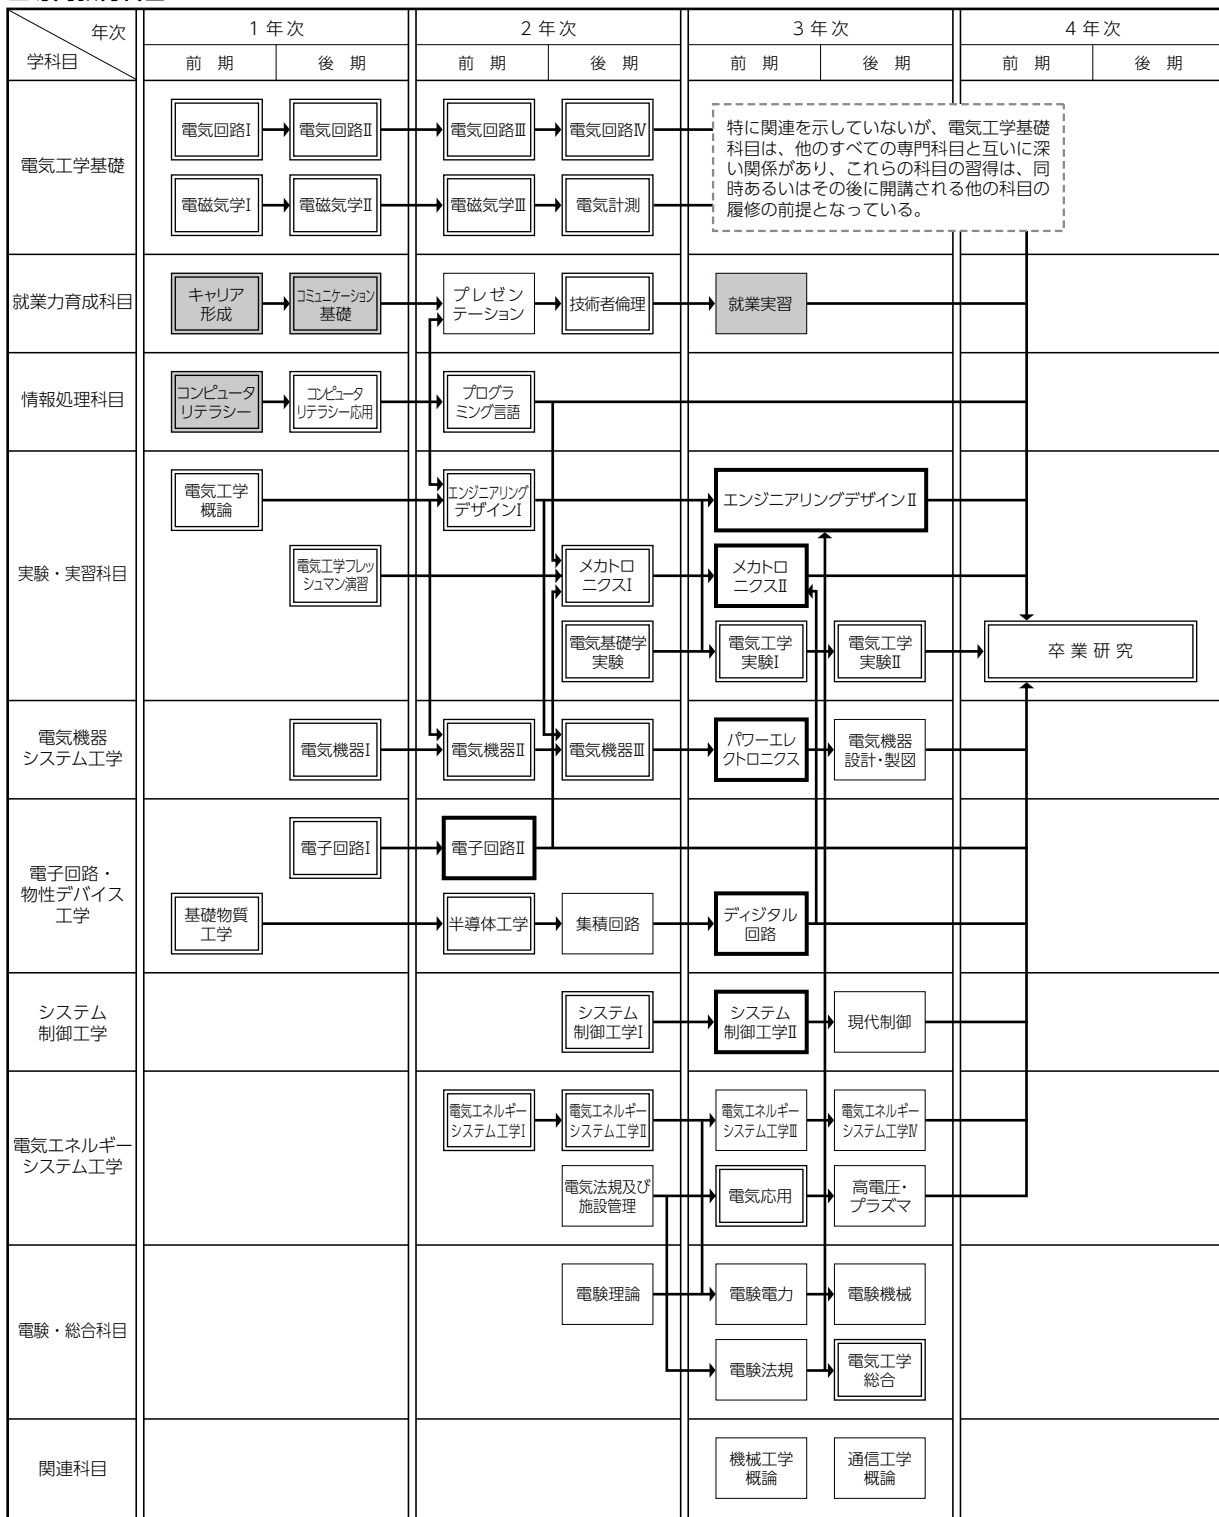 年次
学科目
1 年 次
2 年 次
3 年 次
4 年 次
前 期
後 期
前 期
後 期
前 期
後 期
前 期
後 期
電気工学基礎
電気回路Ⅰ
電気回路Ⅱ
電気回路Ⅲ
電気回路Ⅳ
電磁気学Ⅰ
電磁気学Ⅱ
電磁気学Ⅲ
電気計測
特に関連を示していないが、電気工学基礎
科目は、他のすべての専門科目と互いに深
い関係があり、これらの科目の習得は、同
時あるいはその後に開講される他の科目の
履修の前提となっている。
就業力育成科目
キャリア
形成
コミュニケーション
基礎
プレゼン
テーション
技術者倫理
就業実習
情報処理科目
コンピュータ
リテラシー
コンピュータ
リテラシー応用
プログラ
ミング言語
実験・実習科目
電気工学
概論
エンジニアリング
デザインⅠ
エンジニアリングデザインⅡ
電気工学フレッ
シュマン演習
メカトロ
ニクスⅠ
メカトロ
ニクスⅡ
電気基礎学
実験
電気工学
実験Ⅰ
電気工学
実験Ⅱ
卒 業 研 究
電気機器
システム工学
電気機器Ⅰ
電気機器Ⅱ
電気機器Ⅲ
パワーエレ
クトロニクス
電気機器
設計・製図
電子回路・
物性デバイス
工学
電子回路Ⅰ
電子回路Ⅱ
基礎物質
工学
半導体工学
集積回路
ディジタル
回路
システム
制御工学
システム
制御工学Ⅰ
システム
制御工学Ⅱ
現代制御
電気エネルギー
システム工学
電気エネルギー
システム工学Ⅰ
電気エネルギー
システム工学Ⅱ
電気エネルギー
システム工学Ⅲ
電気エネルギー
システム工学Ⅳ
電気法規及び
施設管理
電気応用
高電圧・
プラズマ
電験・総合科目
電験理論
電験電力
電験機械
電験法規
電気工学
総合
関連科目
機械工学
概論
通信工学
概論